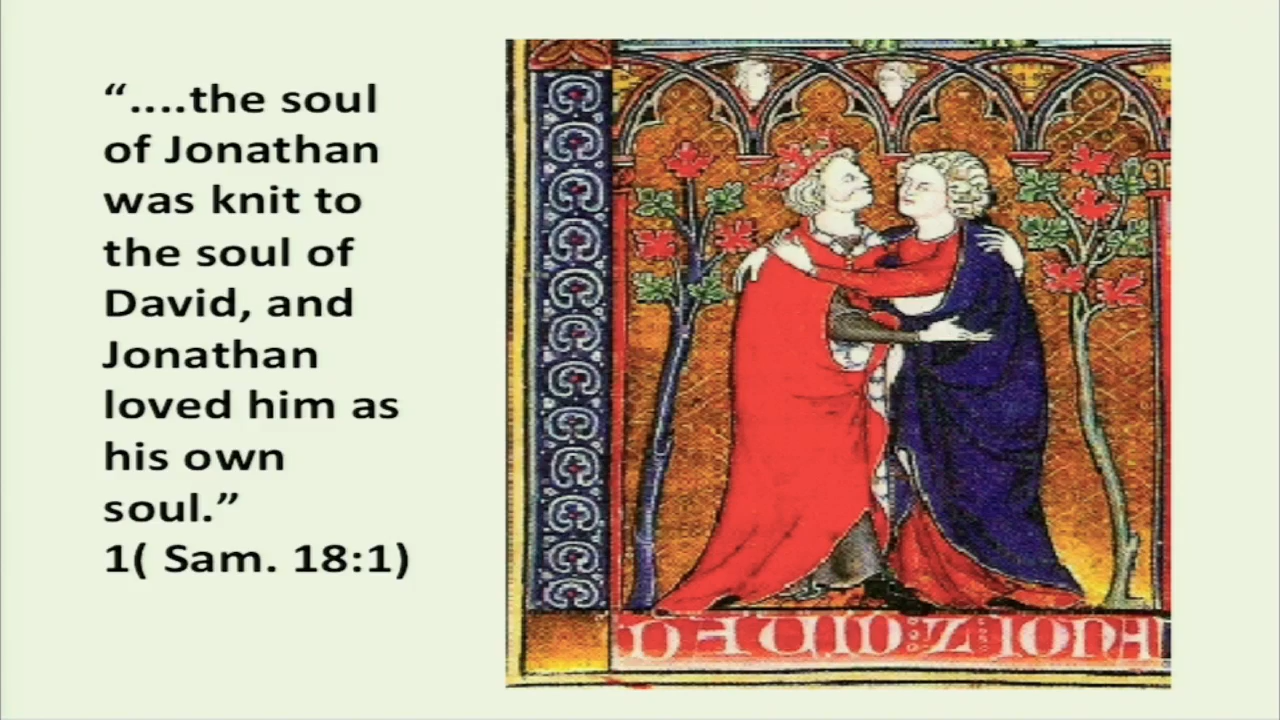 “....the soul
of Jonathan
was knit to
the soul of
David, and
Jonathan
loved him as
his own
soul.”
1( Sam. 18:1)